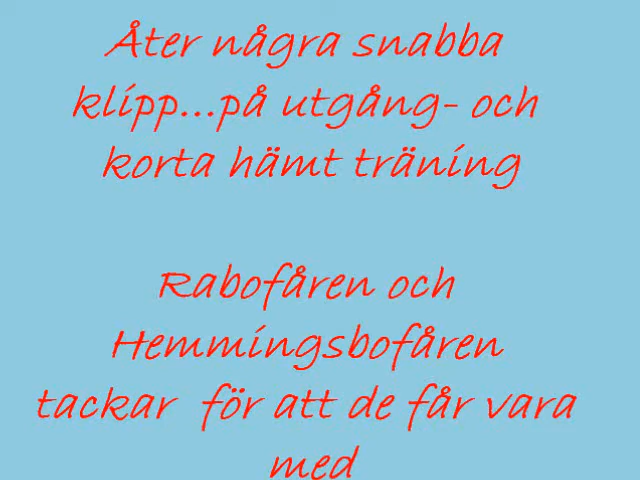 Åter några snabba
klipp...på utgång- och
korta hämt träning
Rabofåren och
Hemmingsbofåren
tackar för att de får vara
med